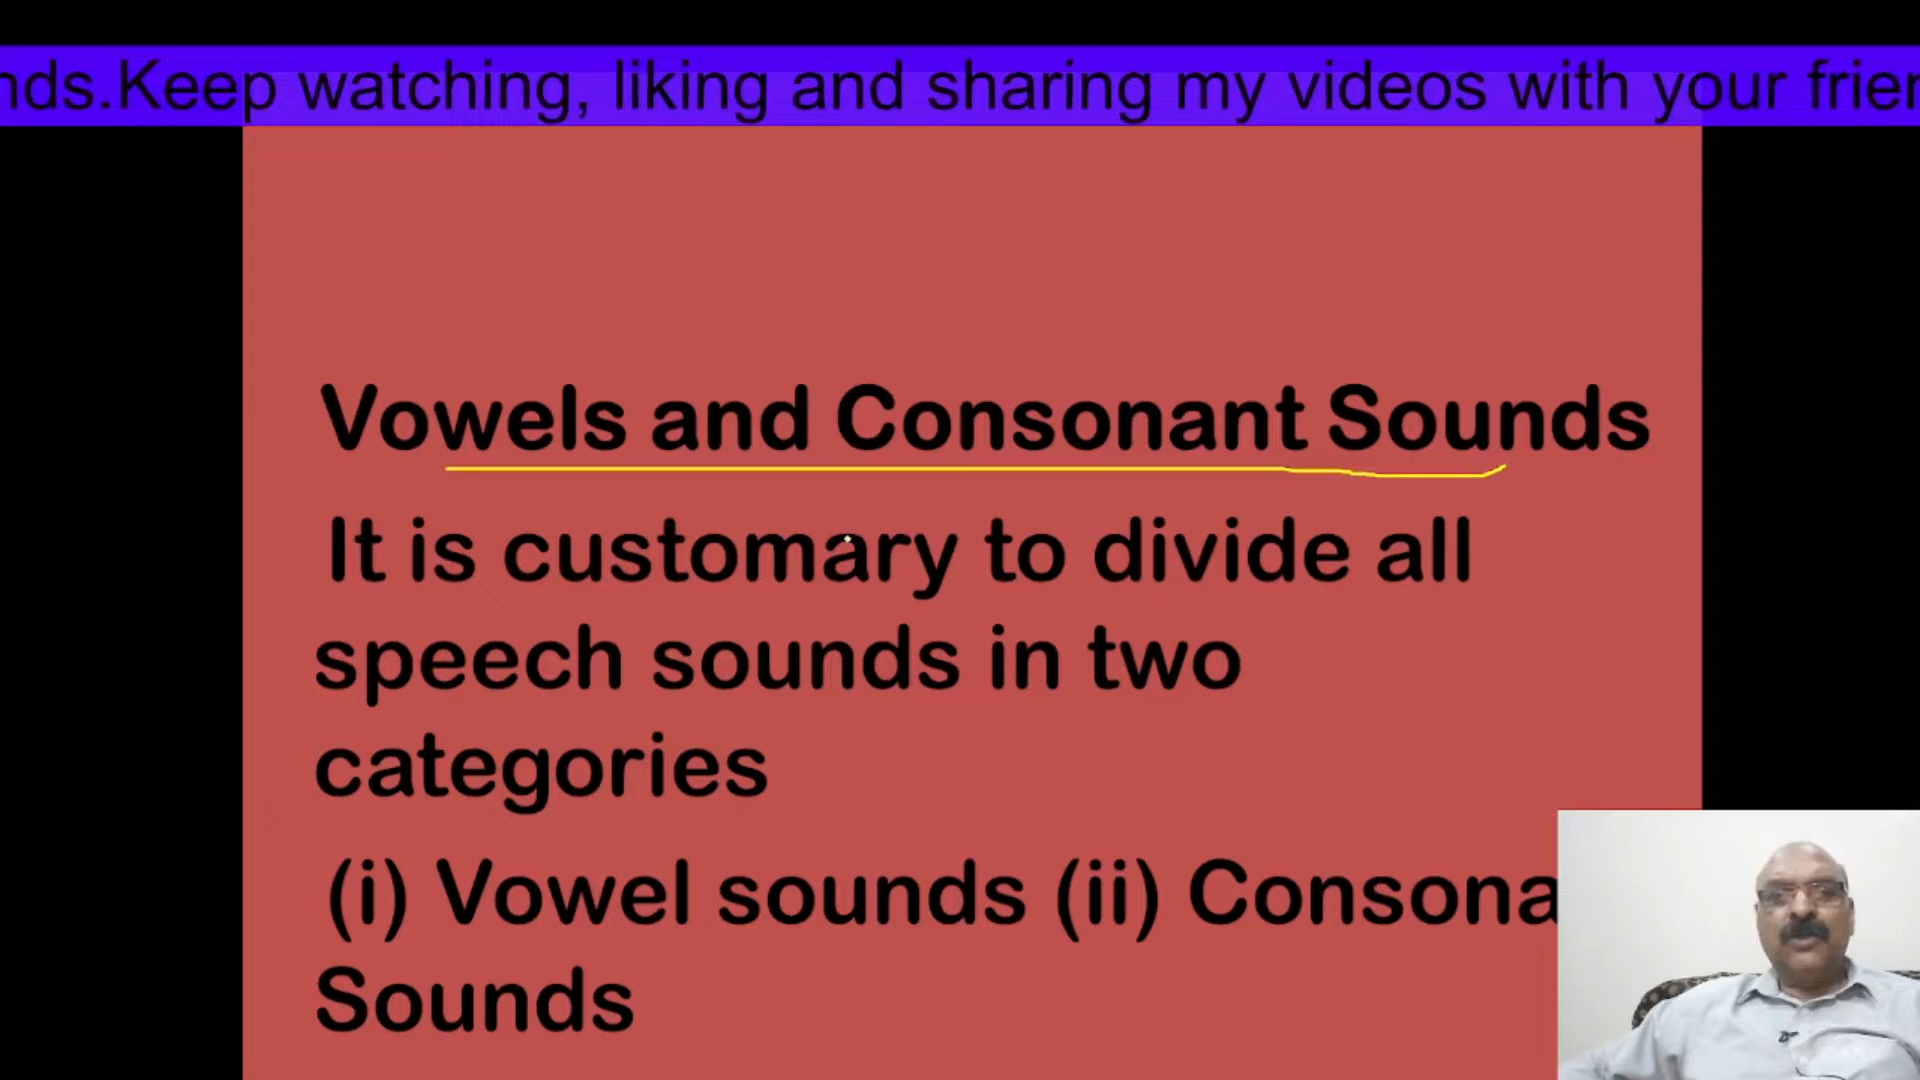 nds.Keep watching, liking and sharing my videos with your frien
Vowels and Consonant Sounds
It is customary to divide all
speech sounds in two
categories
(i) Vowel sounds (ii) Consona
Sounds